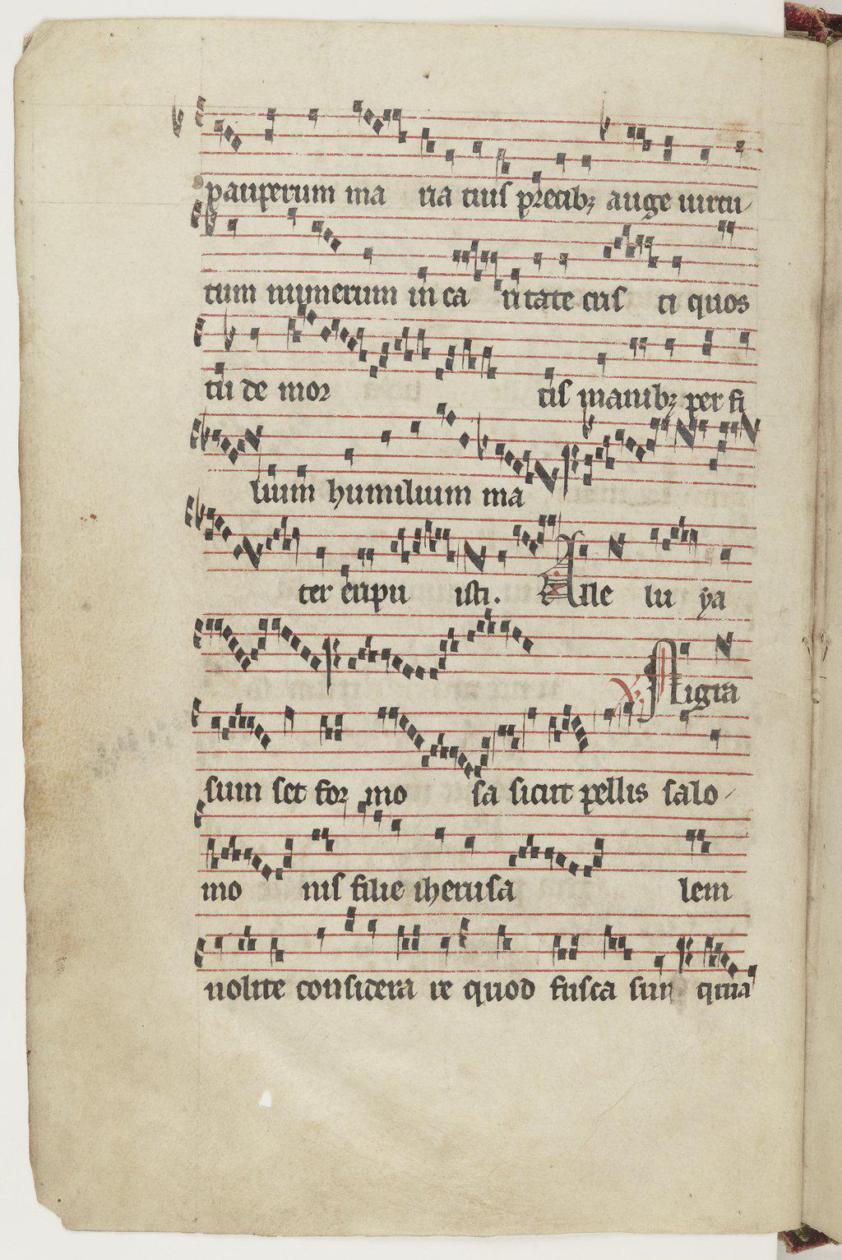 pauperum ma ria tuis precibꝫ auge uirtu/
tum numerum in ca ritate cris ti quos
tu de mor tis manibꝫ per fi
lium humilium ma
ter eripu isti. Alle lu ya
℣. Nigra
sum set for mo sa sicut pellis salo/
mo nis filie iherusa lem
nolite considera re quod fusca sum quia